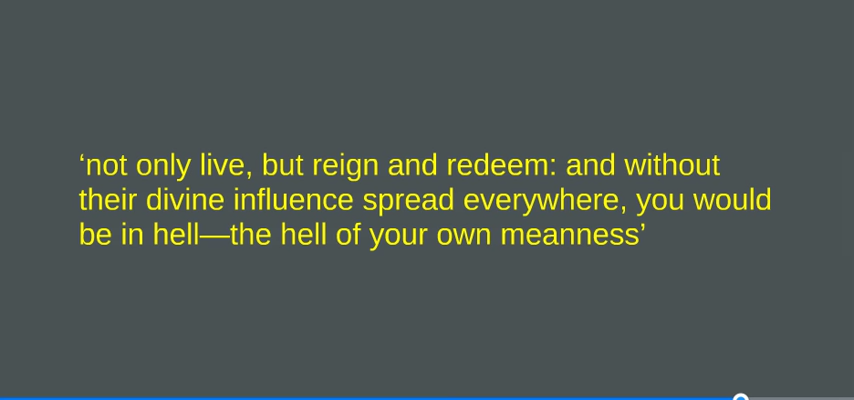 ‘not only live, but reign and redeem: and without
their divine influence spread everywhere, you would
be in hell—the hell of your own meanness’